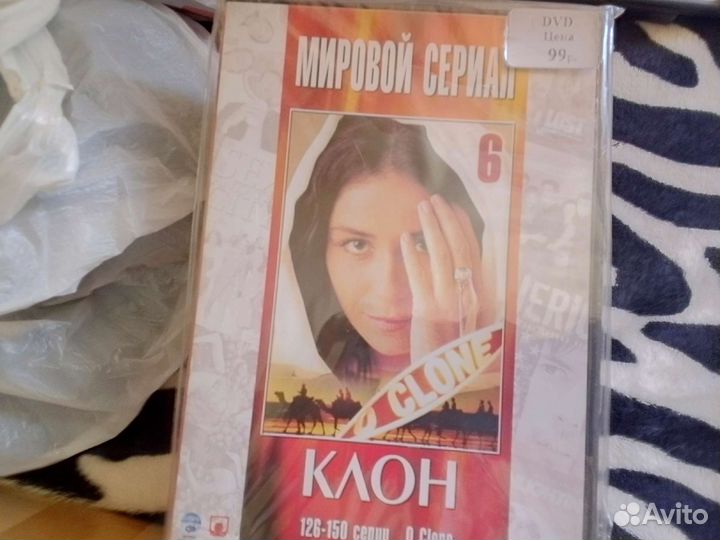 DVD
Цена
99р.
МИРОВОЙ СЕРИАЛ
6
O CLONE
КЛОН
126-150 серии O Clone
Avito